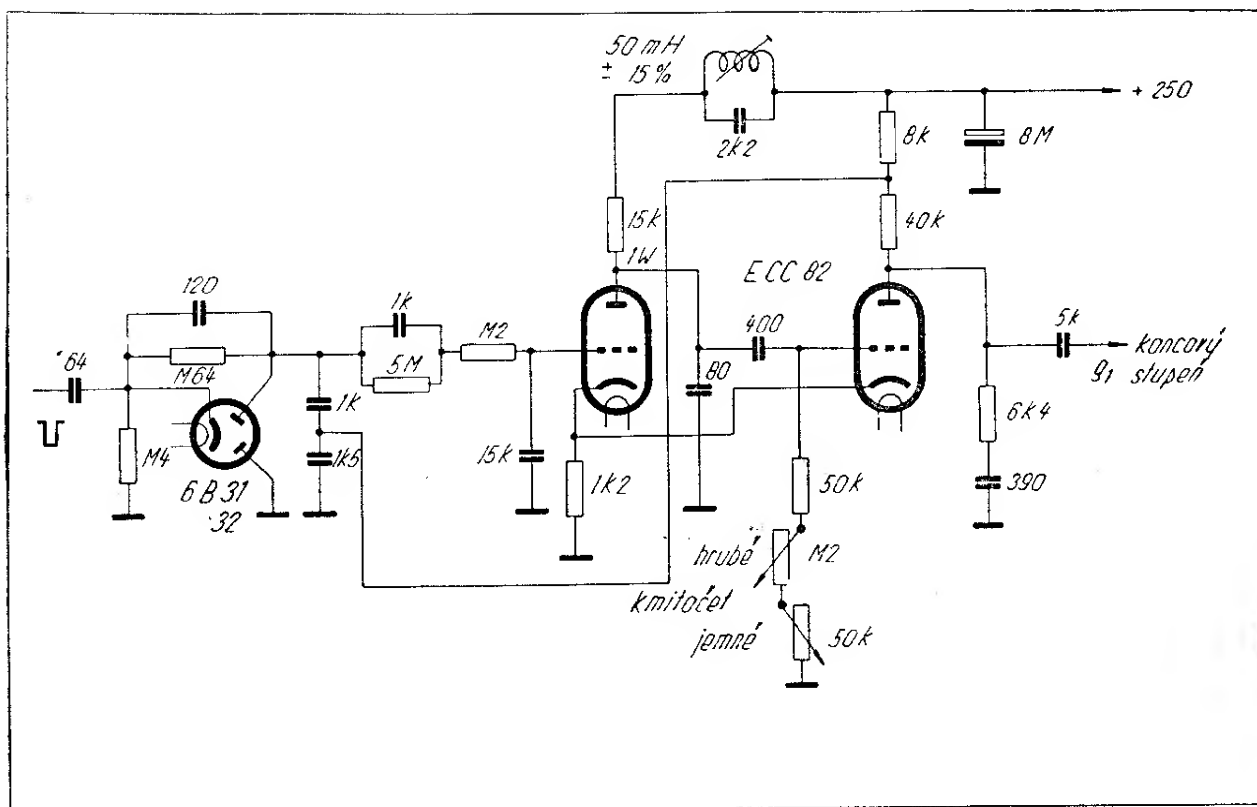 50 mH
± 15%
2k2
+ 250
8k
8M
15k
1W
40k
ECC 82
120
M64
64
M4
6B31
32
1k
5M
M2
1k
1k5
15k
1k2
80
400
5k
koncový
g1 stupeň
6k4
390
50k
hrubě
M2
kmitočet
jemně
50k